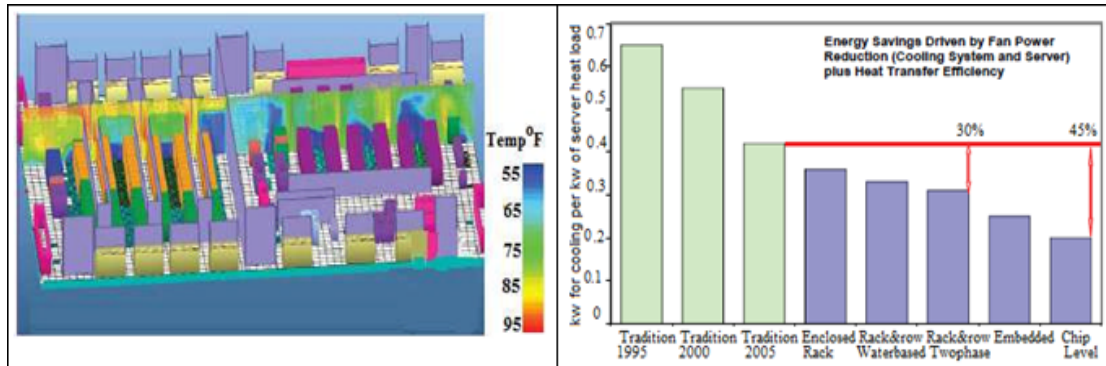 Temp°F
55
65
75
85
95
kw for cooling per kw of server heat load
0.7
0.6
0.5
0.4
0.3
0.2
0.1
0
Energy Savings Driven by Fan Power
Reduction (Cooling System and Server)
plus Heat Transfer Efficiency
30%
45%
Tradition Tradition Tradition Enclosed Rack&row Rack&row Embedded Chip
1995 2000 2005 Rack Waterbased Twophase Level